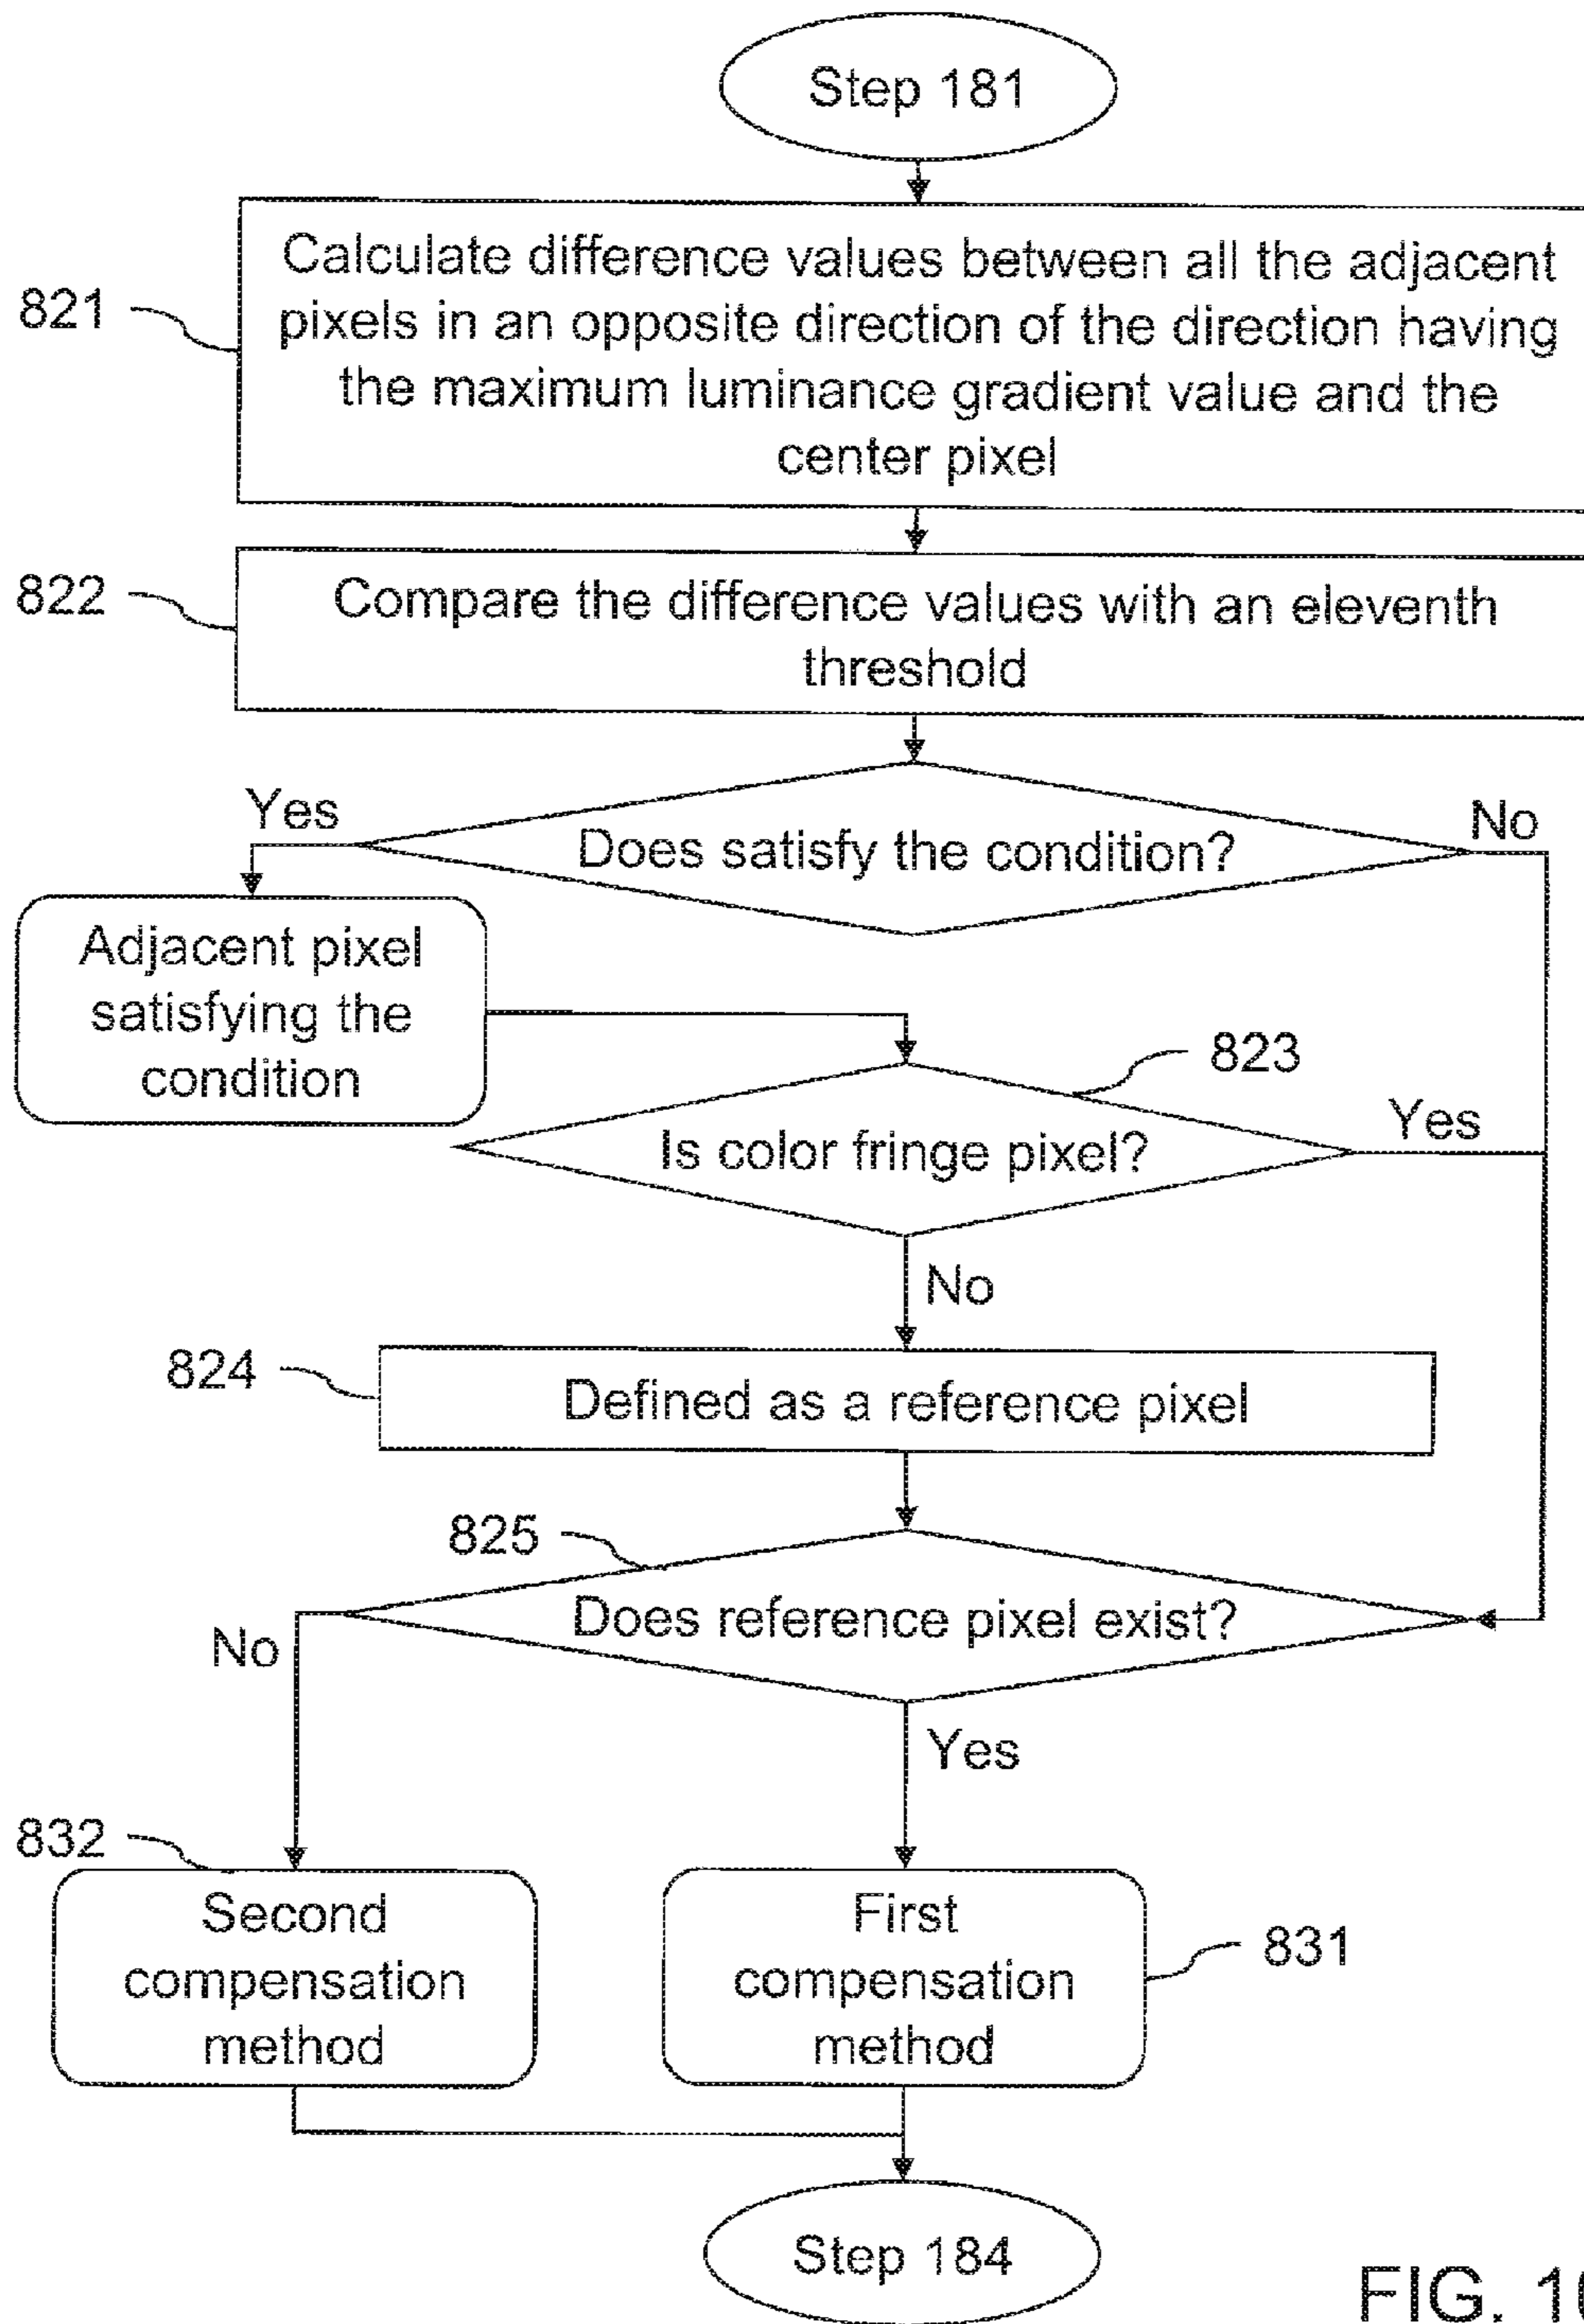 Step 181
821
Calculate difference values between all the adjacent
pixels in an opposite direction of the direction having
the maximum luminance gradient value and the
center pixel
822
Compare the difference values with an eleventh
threshold
Yes
Does satisfy the condition?
No
Adjacent pixel
satisfying the
condition
823
Is color fringe pixel?
Yes
No
824
Defined as a reference pixel
825
Does reference pixel exist?
No
Yes
832
Second
compensation
method
First
compensation
method
831
Step 184
FIG.